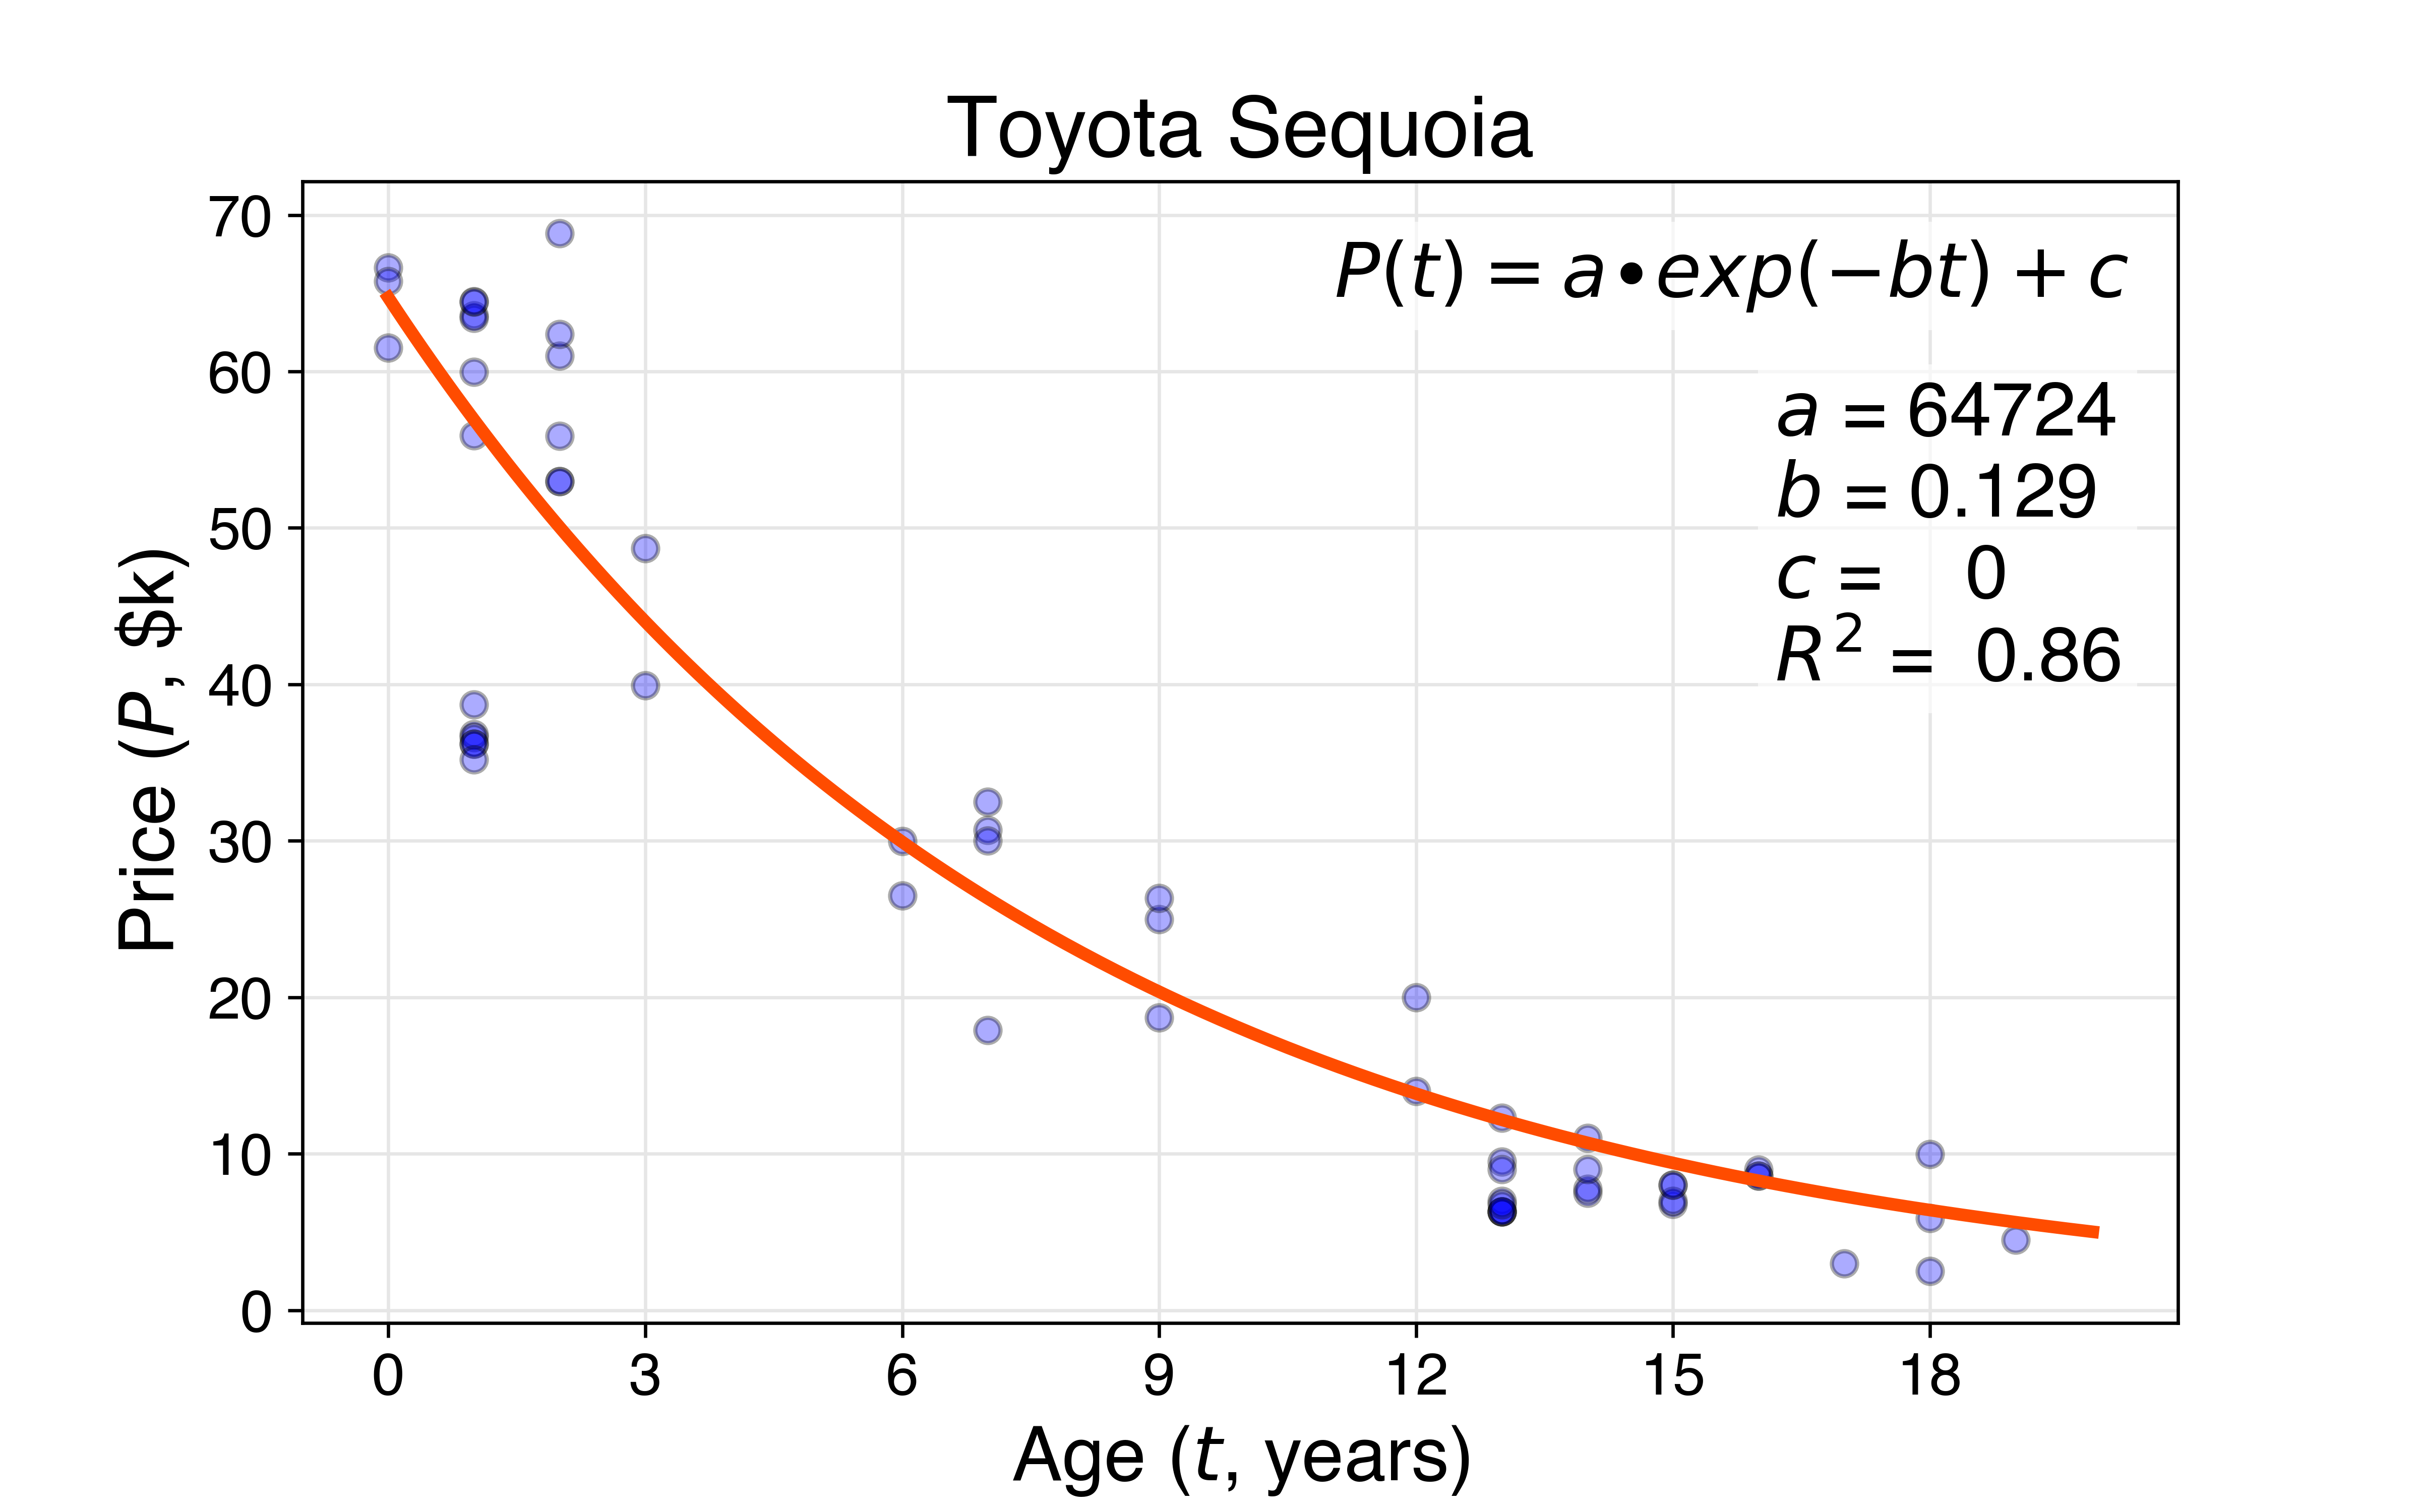 Toyota Sequoia
P(t) = a•exp(−bt) + c
a = 64724
b = 0.129
c = 0
R² = 0.86
Price (P, $k)
70
60
50
40
30
20
10
0
0 3 6 9 12 15 18
Age (t, years)